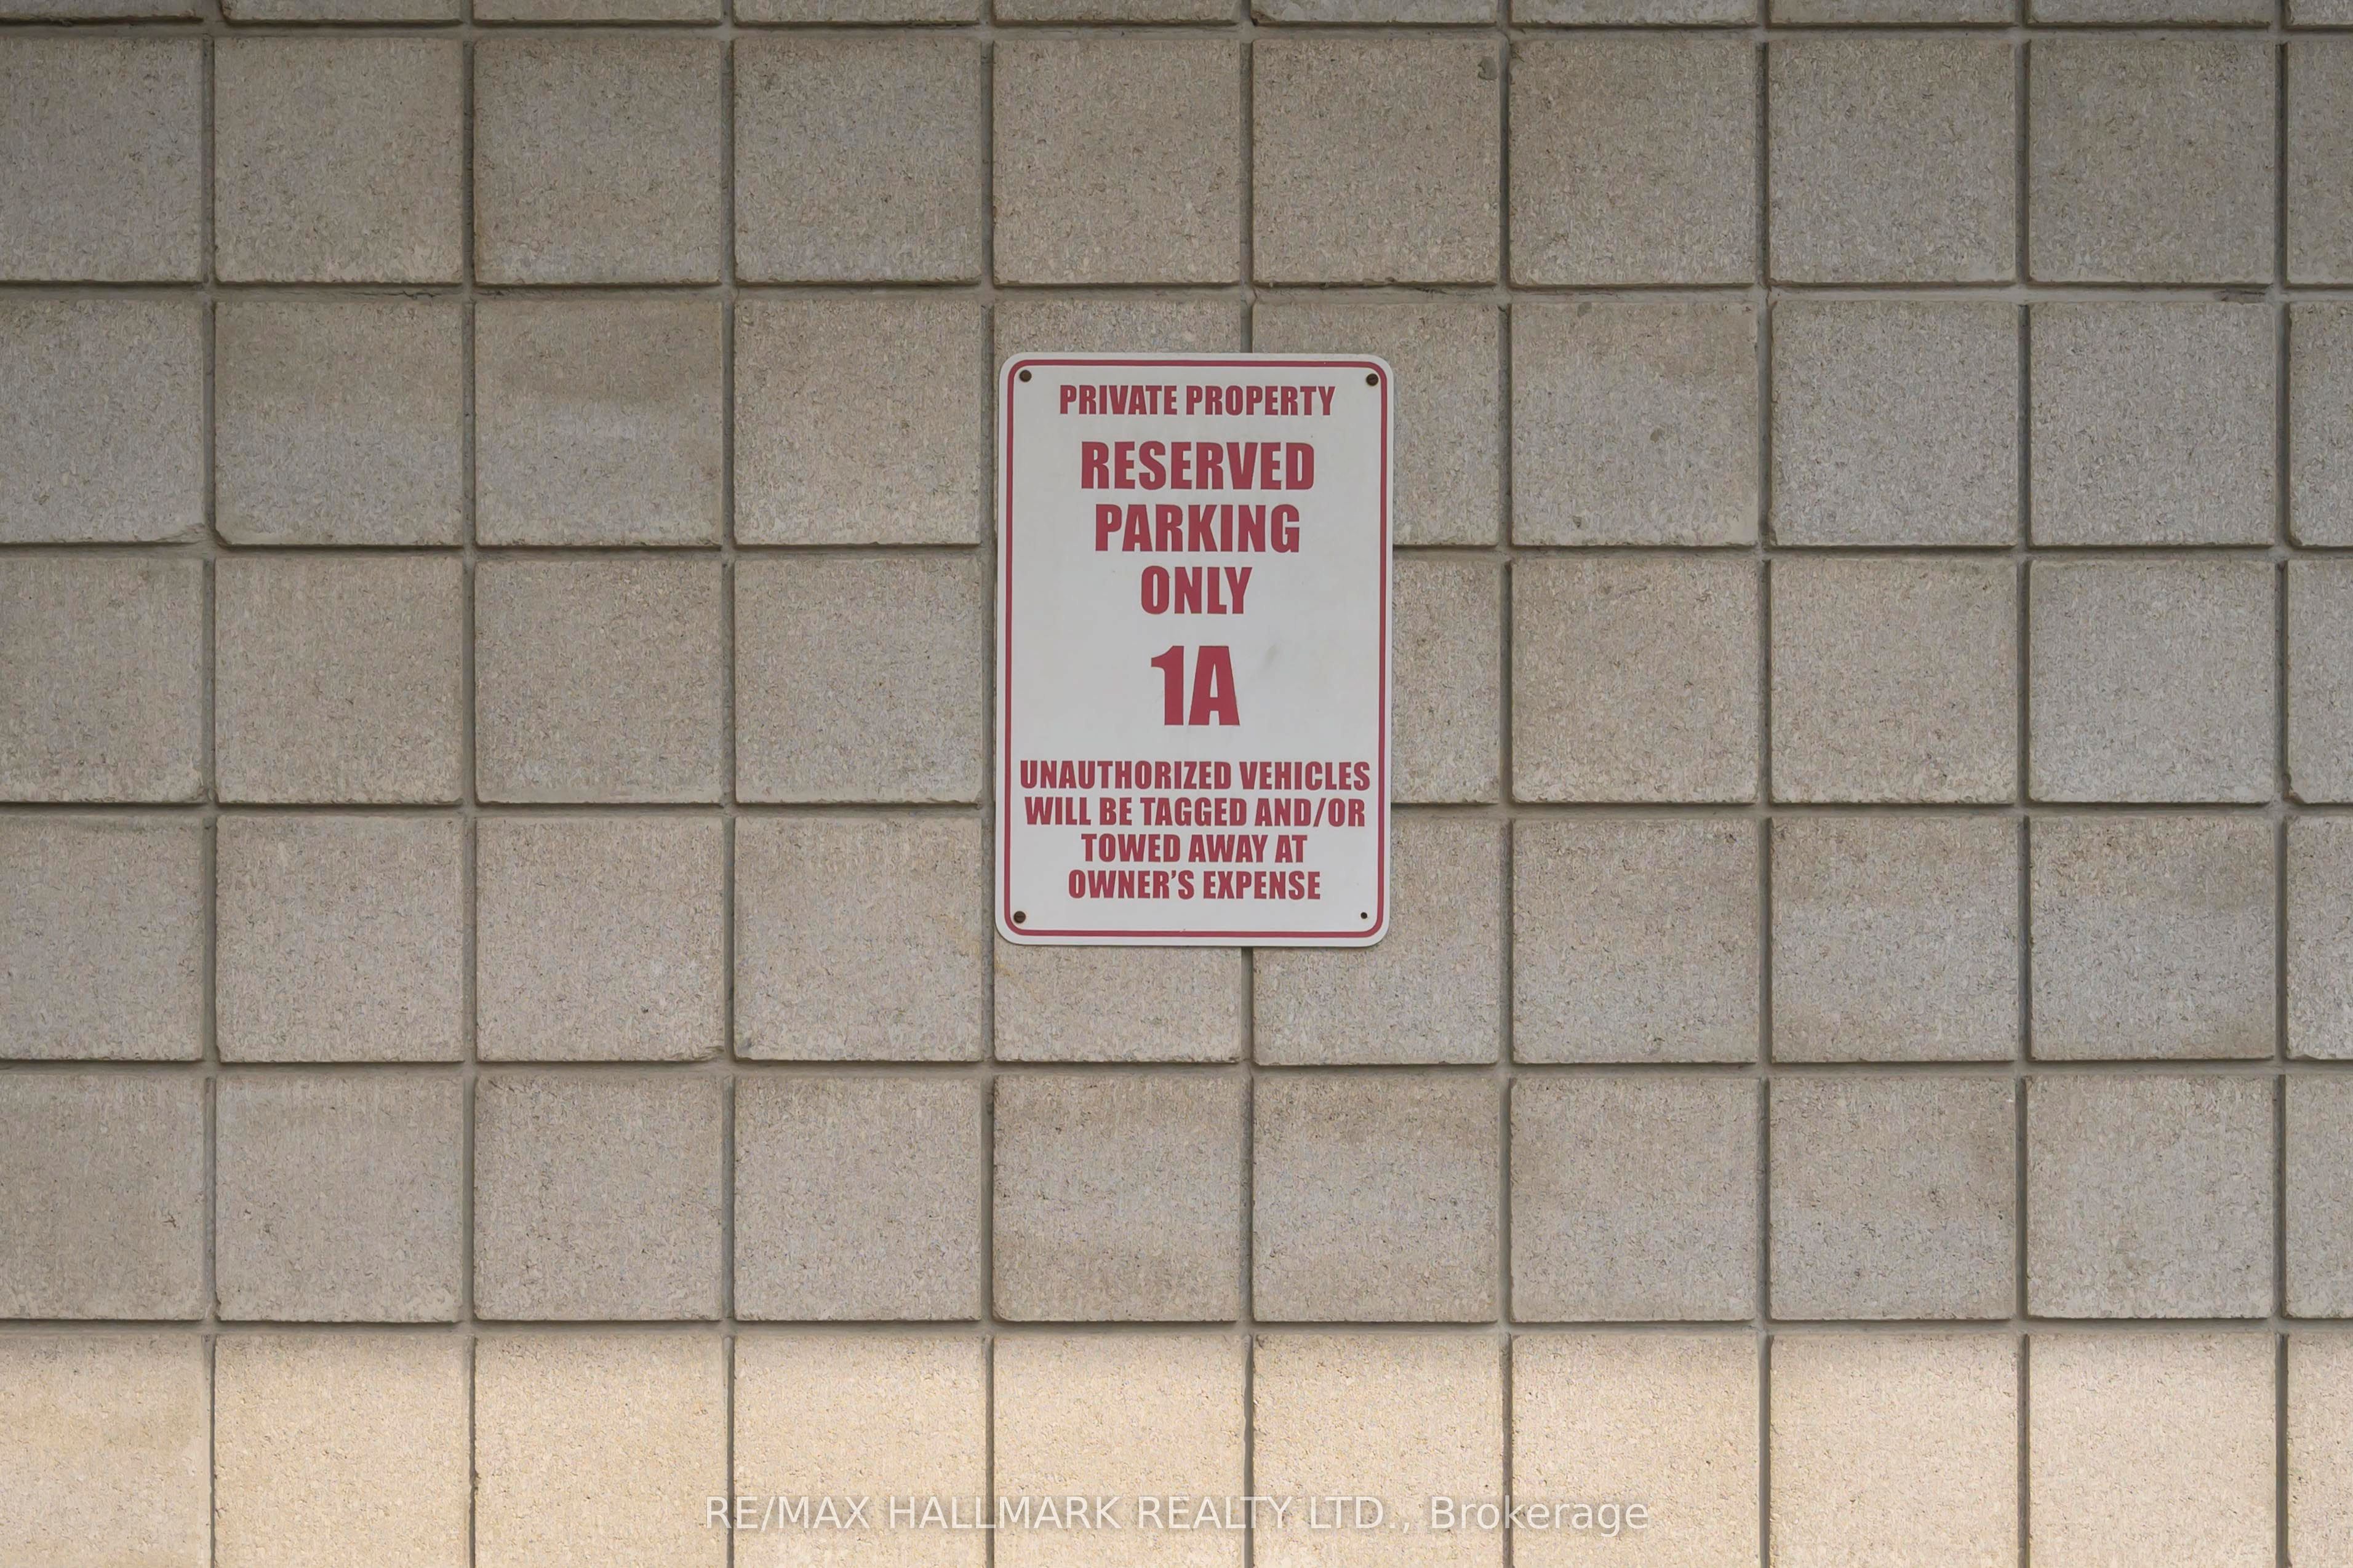 PRIVATE PROPERTY
RESERVED
PARKING
ONLY
1A
UNAUTHORIZED VEHICLES
WILL BE TAGGED AND/OR
TOWED AWAY AT
OWNER'S EXPENSE
RE/MAX HALLMARK REALTY LTD., Brokerage